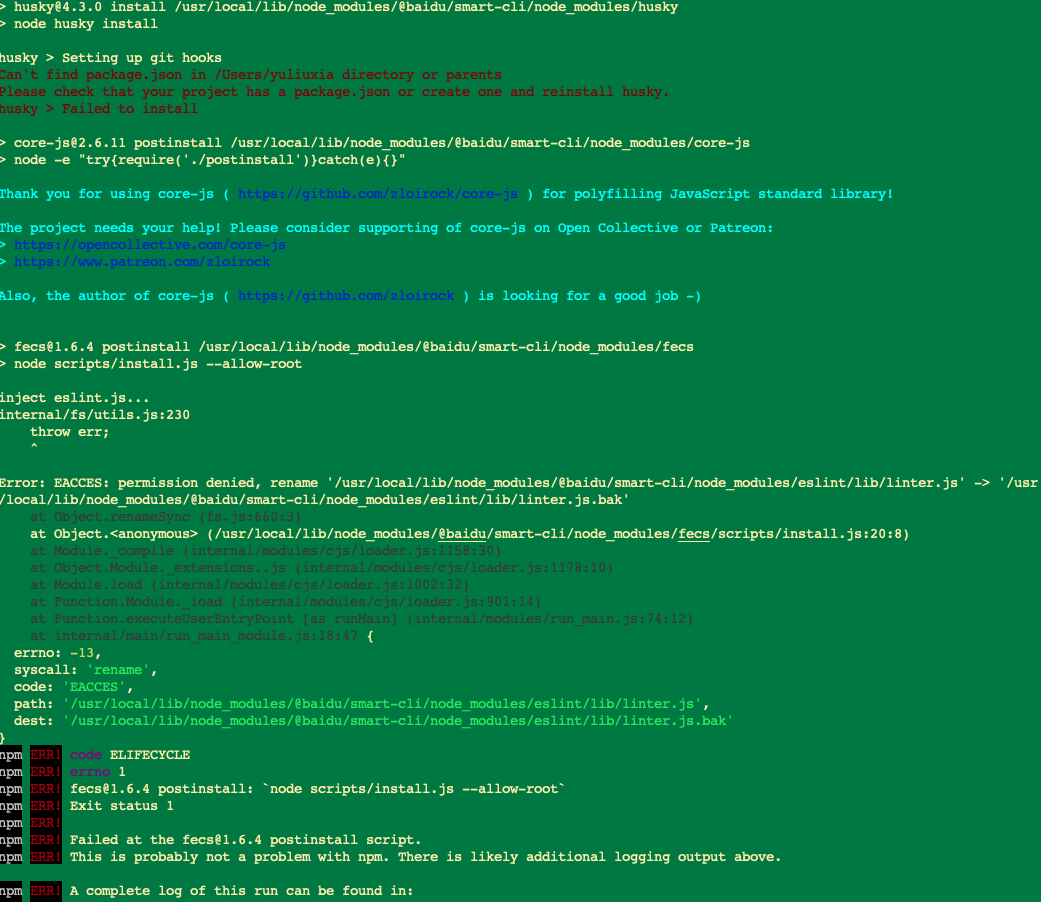 > husky@4.3.0 install /usr/local/lib/node_modules/@baidu/smart-cli/node_modules/husky
> node husky install
husky > Setting up git hooks
Can't find package.json in /Users/yuliuxia directory or parents
Please check that your project has a package.json or create one and reinstall husky.
husky > Failed to install
> core-js@2.6.11 postinstall /usr/local/lib/node_modules/@baidu/smart-cli/node_modules/core-js
> node -e "try{require('./postinstall')}catch(e){}"
Thank you for using core-js ( https://github.com/zloirock/core-js ) for polyfilling JavaScript standard library!
The project needs your help! Please consider supporting of core-js on Open Collective or Patreon:
> https://opencollective.com/core-js
> https://www.patreon.com/zloirock
Also, the author of core-js ( https://github.com/zloirock ) is looking for a good job -)
> fecs@1.6.4 postinstall /usr/local/lib/node_modules/@baidu/smart-cli/node_modules/fecs
> node scripts/install.js --allow-root
inject eslint.js...
internal/fs/utils.js:230
    throw err;
    ^
Error: EACCES: permission denied, rename '/usr/local/lib/node_modules/@baidu/smart-cli/node_modules/eslint/lib/linter.js' -> '/usr
/local/lib/node_modules/@baidu/smart-cli/node_modules/eslint/lib/linter.js.bak'
    at Object.renameSync (fs.js:660:3)
    at Object.<anonymous> (/usr/local/lib/node_modules/@baidu/smart-cli/node_modules/fecs/scripts/install.js:20:8)
    at Module._compile (internal/modules/cjs/loader.js:1158:30)
    at Object.Module._extensions..js (internal/modules/cjs/loader.js:1178:10)
    at Module.load (internal/modules/cjs/loader.js:1002:32)
    at Function.Module._load (internal/modules/cjs/loader.js:901:14)
    at Function.executeUserEntryPoint [as runMain] (internal/modules/run_main.js:74:12)
    at internal/main/run_main_module.js:18:47 {
  errno: -13,
  syscall: 'rename',
  code: 'EACCES',
  path: '/usr/local/lib/node_modules/@baidu/smart-cli/node_modules/eslint/lib/linter.js',
  dest: '/usr/local/lib/node_modules/@baidu/smart-cli/node_modules/eslint/lib/linter.js.bak'
}
npm ERR! code ELIFECYCLE
npm ERR! errno 1
npm ERR! fecs@1.6.4 postinstall: `node scripts/install.js --allow-root`
npm ERR! Exit status 1
npm ERR!
npm ERR! Failed at the fecs@1.6.4 postinstall script.
npm ERR! This is probably not a problem with npm. There is likely additional logging output above.
npm ERR! A complete log of this run can be found in: